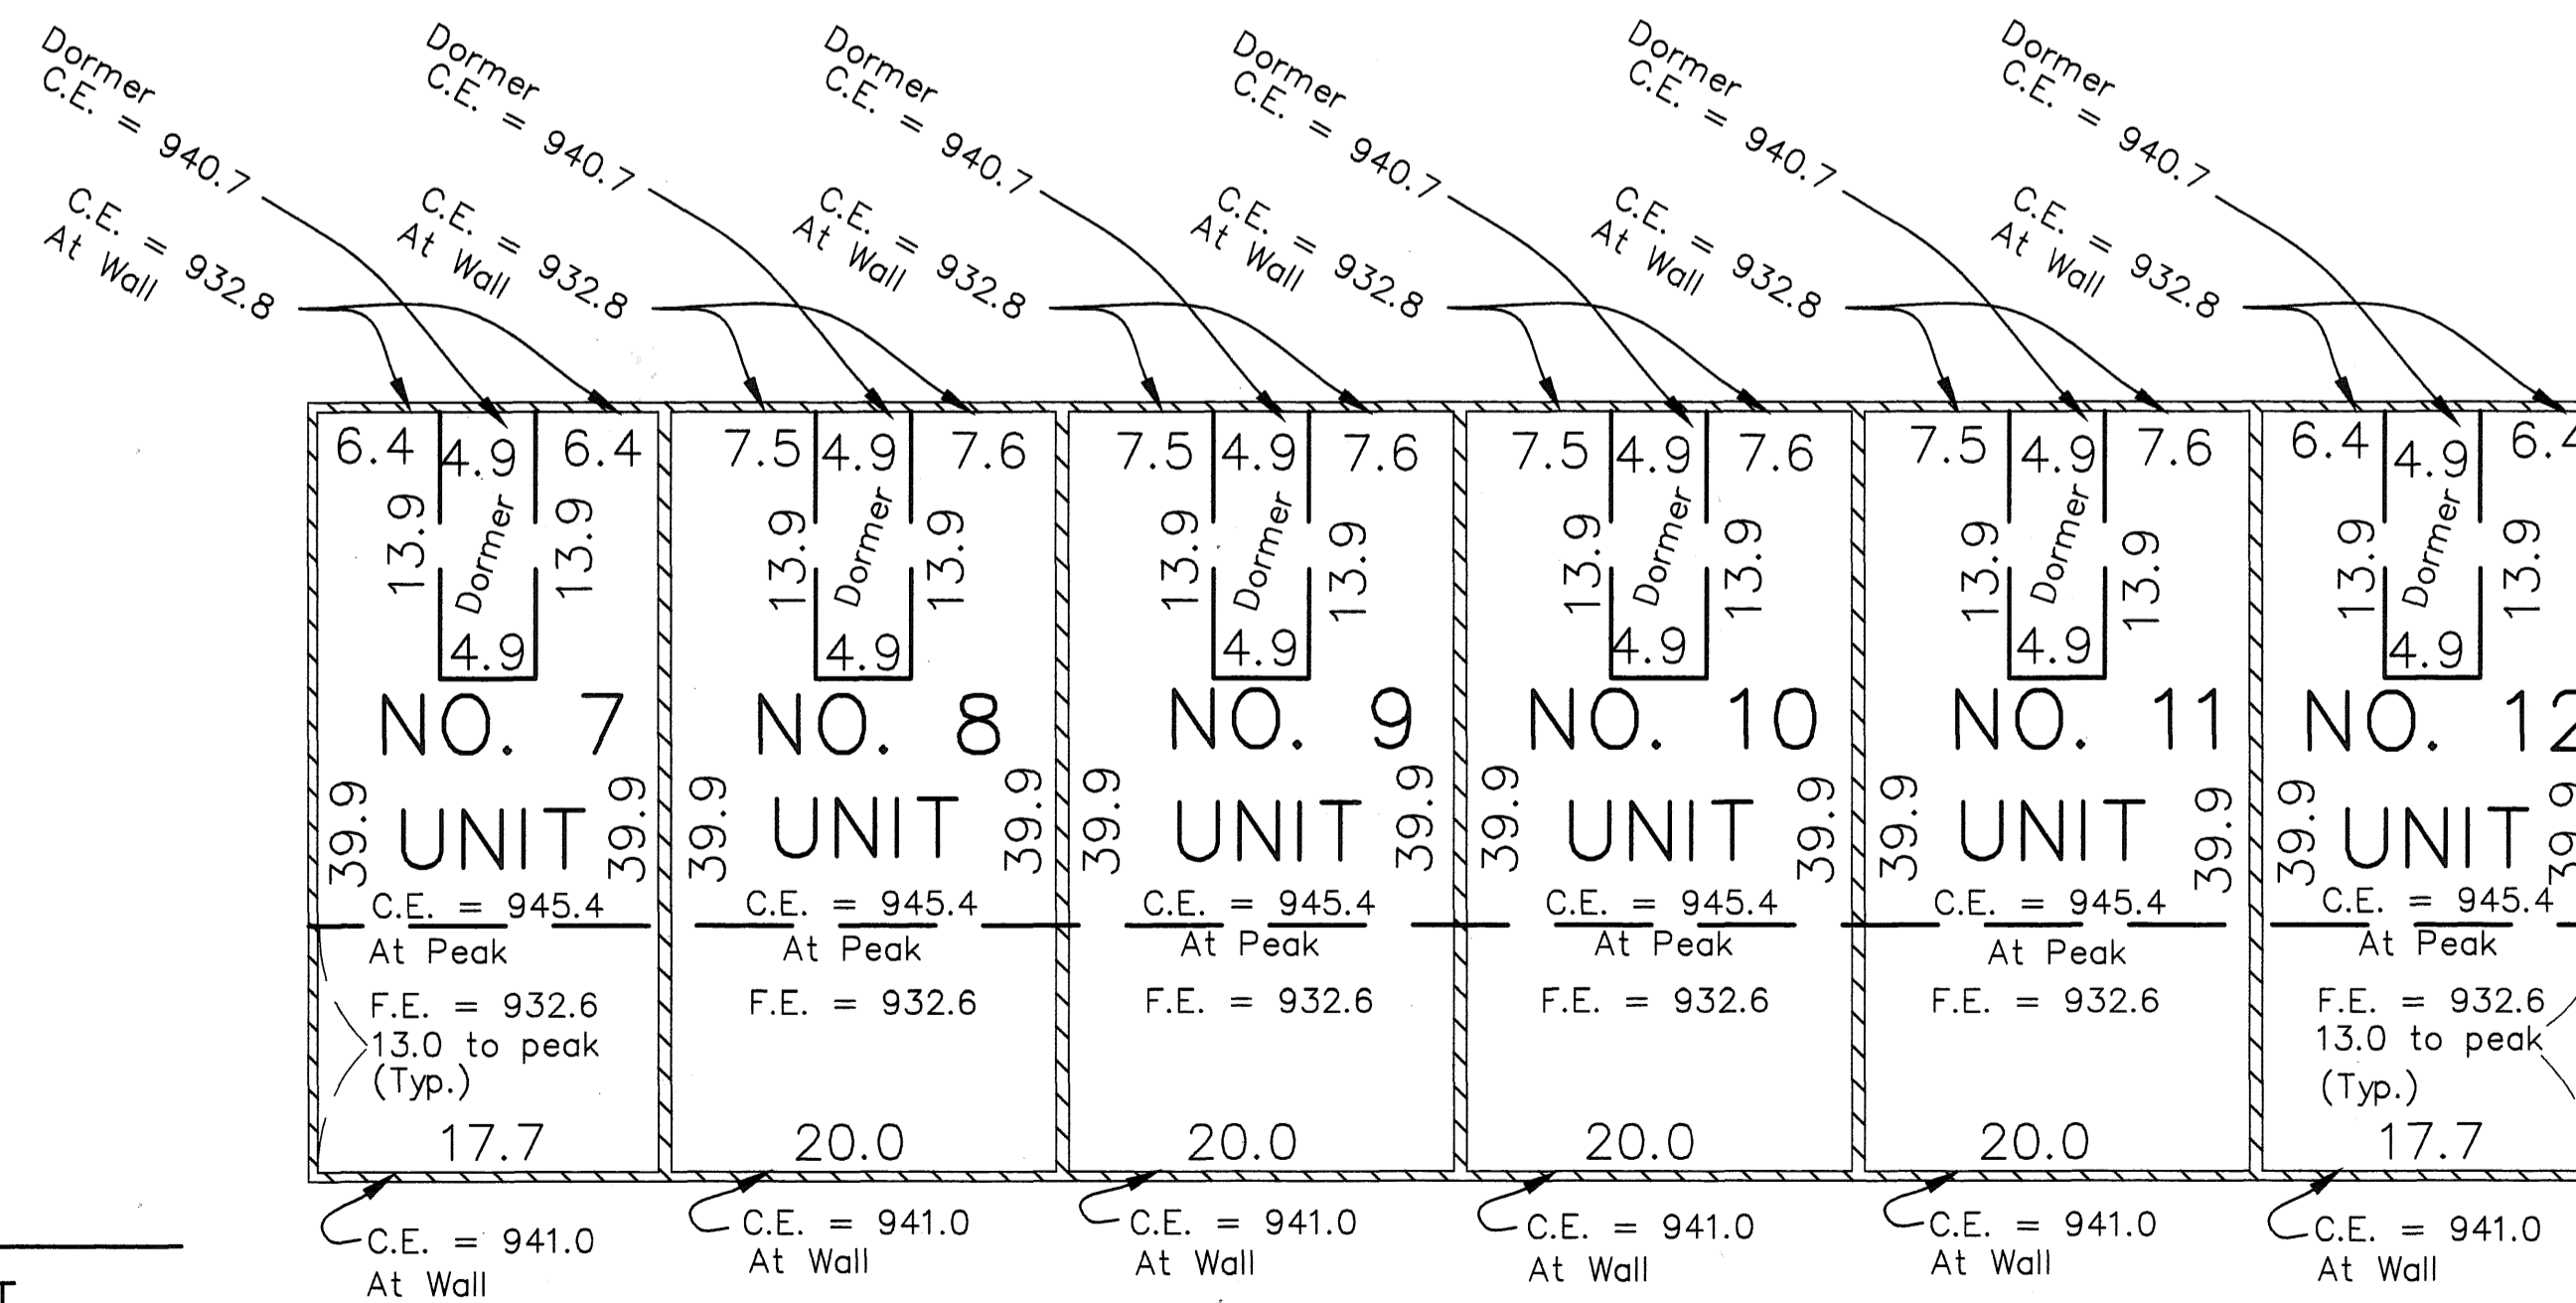 Dormer
C.E. = 940.7
Dormer
C.E. = 940.7
Dormer
C.E. = 940.7
Dormer
C.E. = 940.7
Dormer
C.E. = 940.7
Dormer
C.E. = 940.7
C.E. = 932.8
At Wall
C.E. = 932.8
At Wall
C.E. = 932.8
At Wall
C.E. = 932.8
At Wall
C.E. = 932.8
At Wall
C.E. = 932.8
At Wall
6.4
4.9
6.4
13.9
Dormer
13.9
4.9
NO. 7
39.9
UNIT
39.9
C.E. = 945.4
At Peak
F.E. = 932.6
13.0 to peak
(Typ.)
17.7
C.E. = 941.0
At Wall
7.5
4.9
7.6
13.9
Dormer
13.9
4.9
NO. 8
39.9
UNIT
39.9
C.E. = 945.4
At Peak
F.E. = 932.6
20.0
C.E. = 941.0
At Wall
7.5
4.9
7.6
13.9
Dormer
13.9
4.9
NO. 9
39.9
UNIT
39.9
C.E. = 945.4
At Peak
F.E. = 932.6
20.0
C.E. = 941.0
At Wall
7.5
4.9
7.6
13.9
Dormer
13.9
4.9
NO. 10
39.9
UNIT
39.9
C.E. = 945.4
At Peak
F.E. = 932.6
20.0
C.E. = 941.0
At Wall
7.5
4.9
7.6
13.9
Dormer
13.9
4.9
NO. 11
39.9
UNIT
39.9
C.E. = 945.4
At Peak
F.E. = 932.6
20.0
C.E. = 941.0
At Wall
6.4
4.9
6.4
13.9
Dormer
13.9
4.9
NO. 12
39.9
UNIT
39.9
C.E. = 945.4
At Peak
F.E. = 932.6
13.0 to peak
(Typ.)
17.7
C.E. = 941.0
At Wall